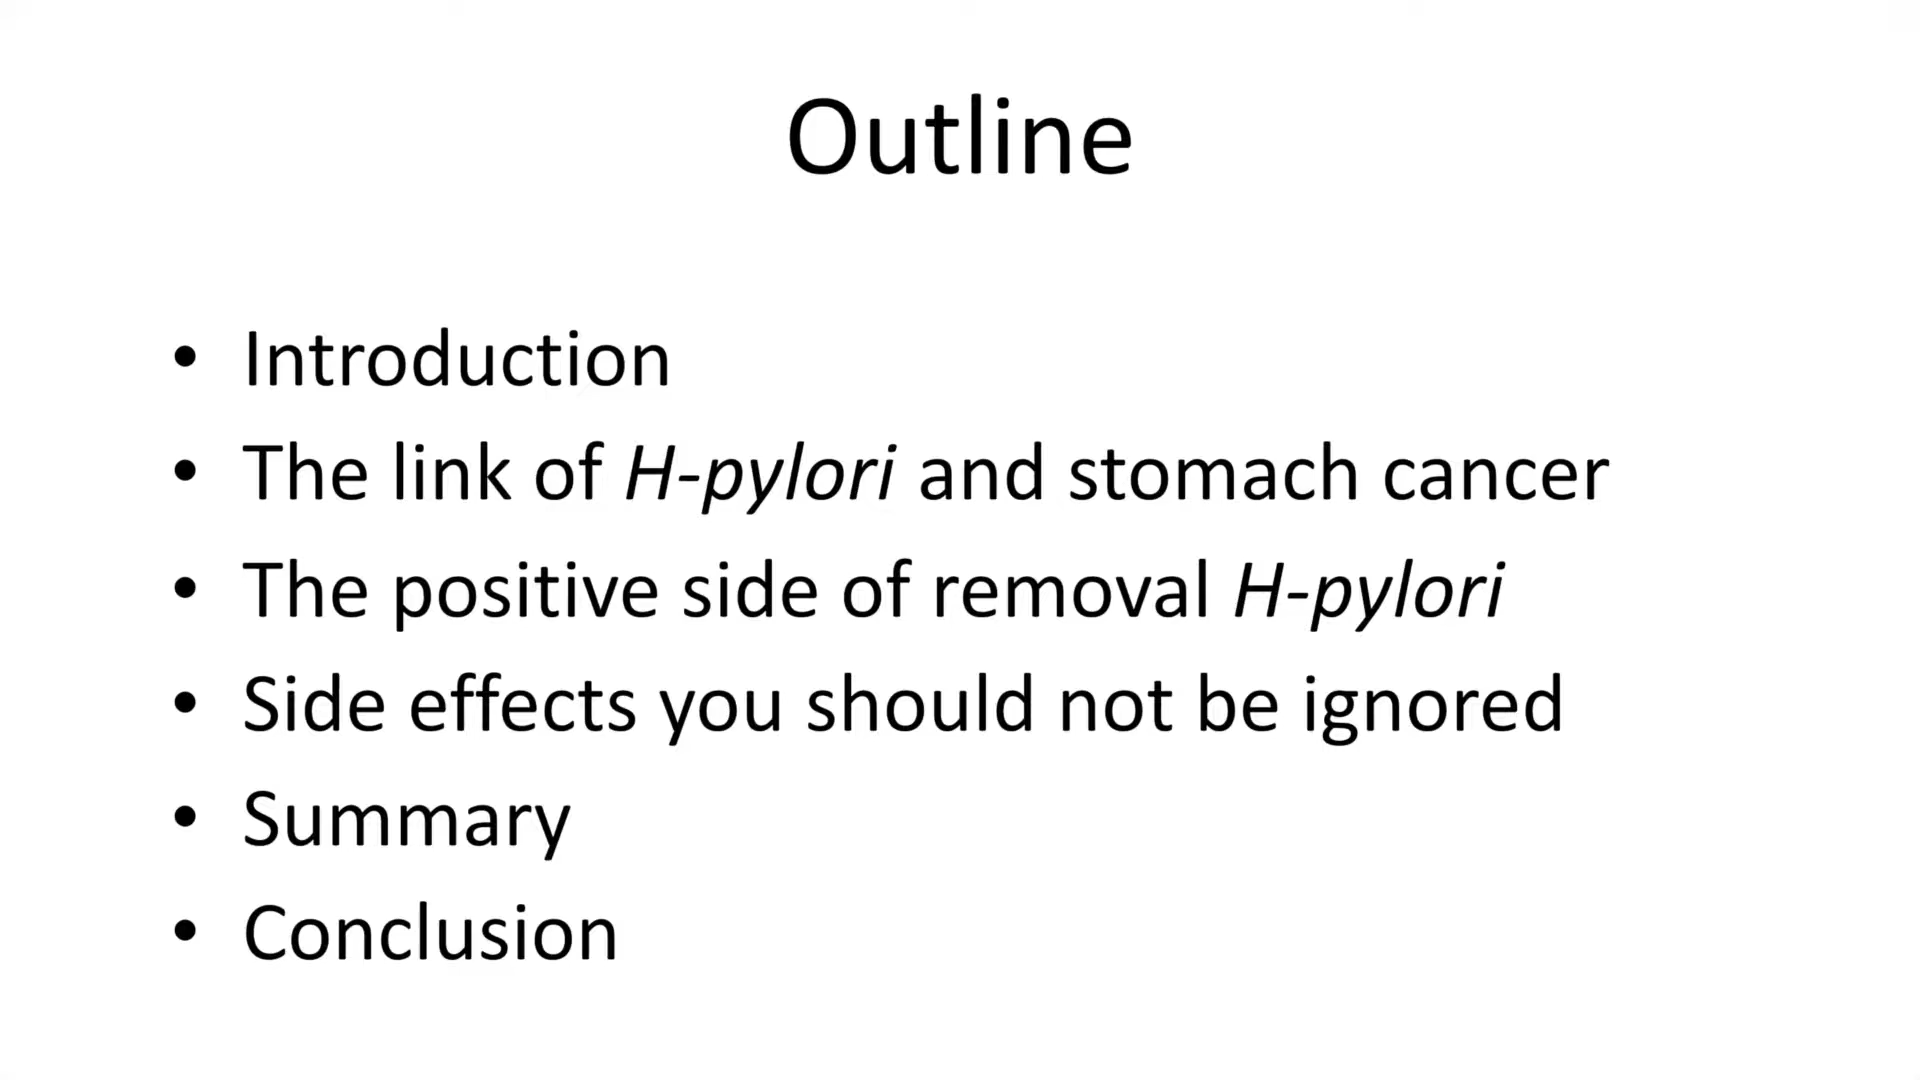 Outline
• Introduction
• The link of H-pylori and stomach cancer
• The positive side of removal H-pylori
• Side effects you should not be ignored
• Summary
• Conclusion